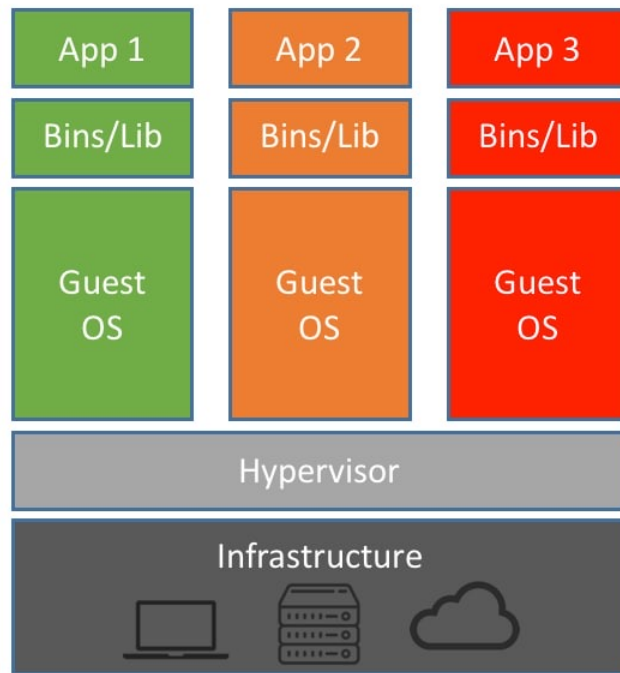 App 1
App 2
App 3
Bins/Lib
Bins/Lib
Bins/Lib
Guest
OS
Guest
OS
Guest
OS
Hypervisor
Infrastructure